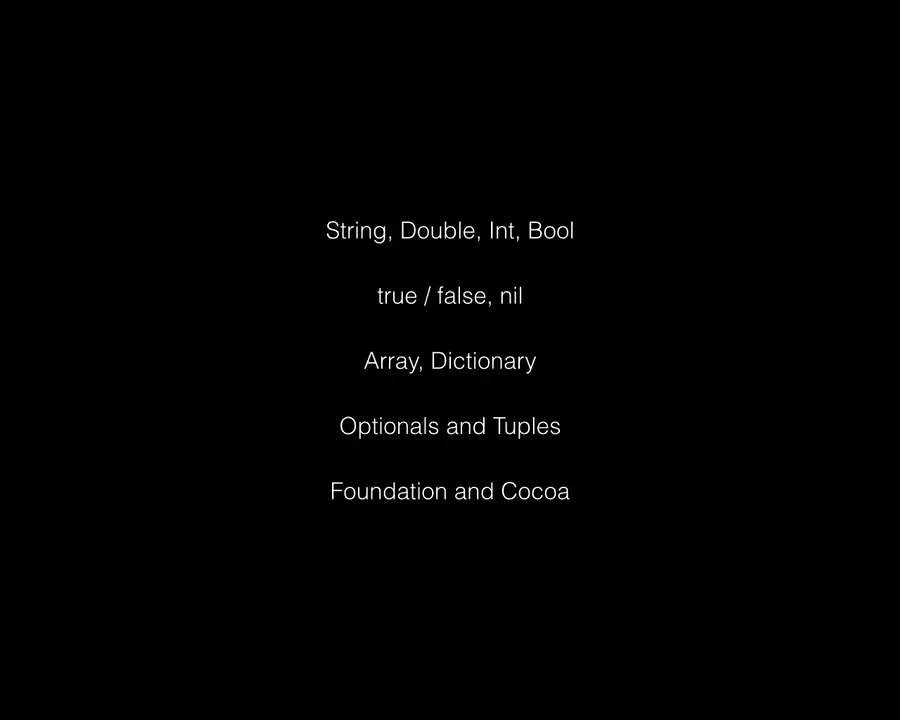 String, Double, Int, Bool
true / false, nil
Array, Dictionary
Optionals and Tuples
Foundation and Cocoa